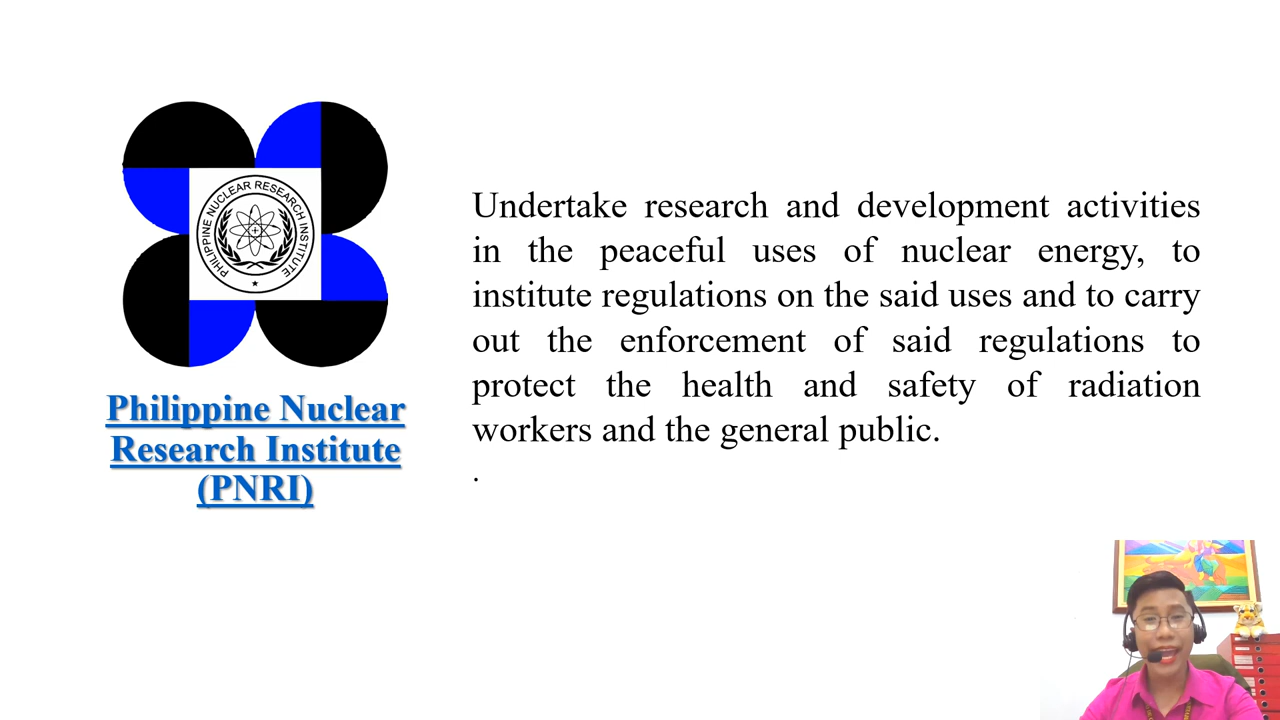 PHILIPPINE NUCLEAR RESEARCH INSTITUTE
Philippine Nuclear
Research Institute
(PNRI)
Undertake research and development activities
in the peaceful uses of nuclear energy, to
institute regulations on the said uses and to carry
out the enforcement of said regulations to
protect the health and safety of radiation
workers and the general public.
.